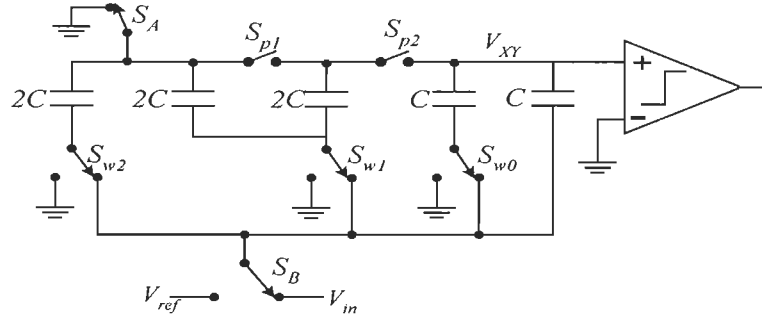 S_A
S_p1 S_p2 V_XY
2C 2C 2C C C
+
-
S_w2 S_w1 S_w0
S_B
V_ref V_in